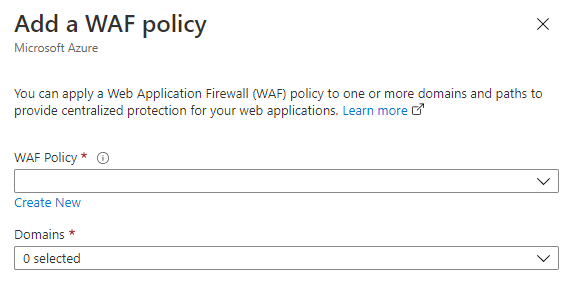 Add a WAF policy
Microsoft Azure
You can apply a Web Application Firewall (WAF) policy to one or more domains and paths to
provide centralized protection for your web applications. Learn more
WAF Policy *
Create New
Domains *
0 selected